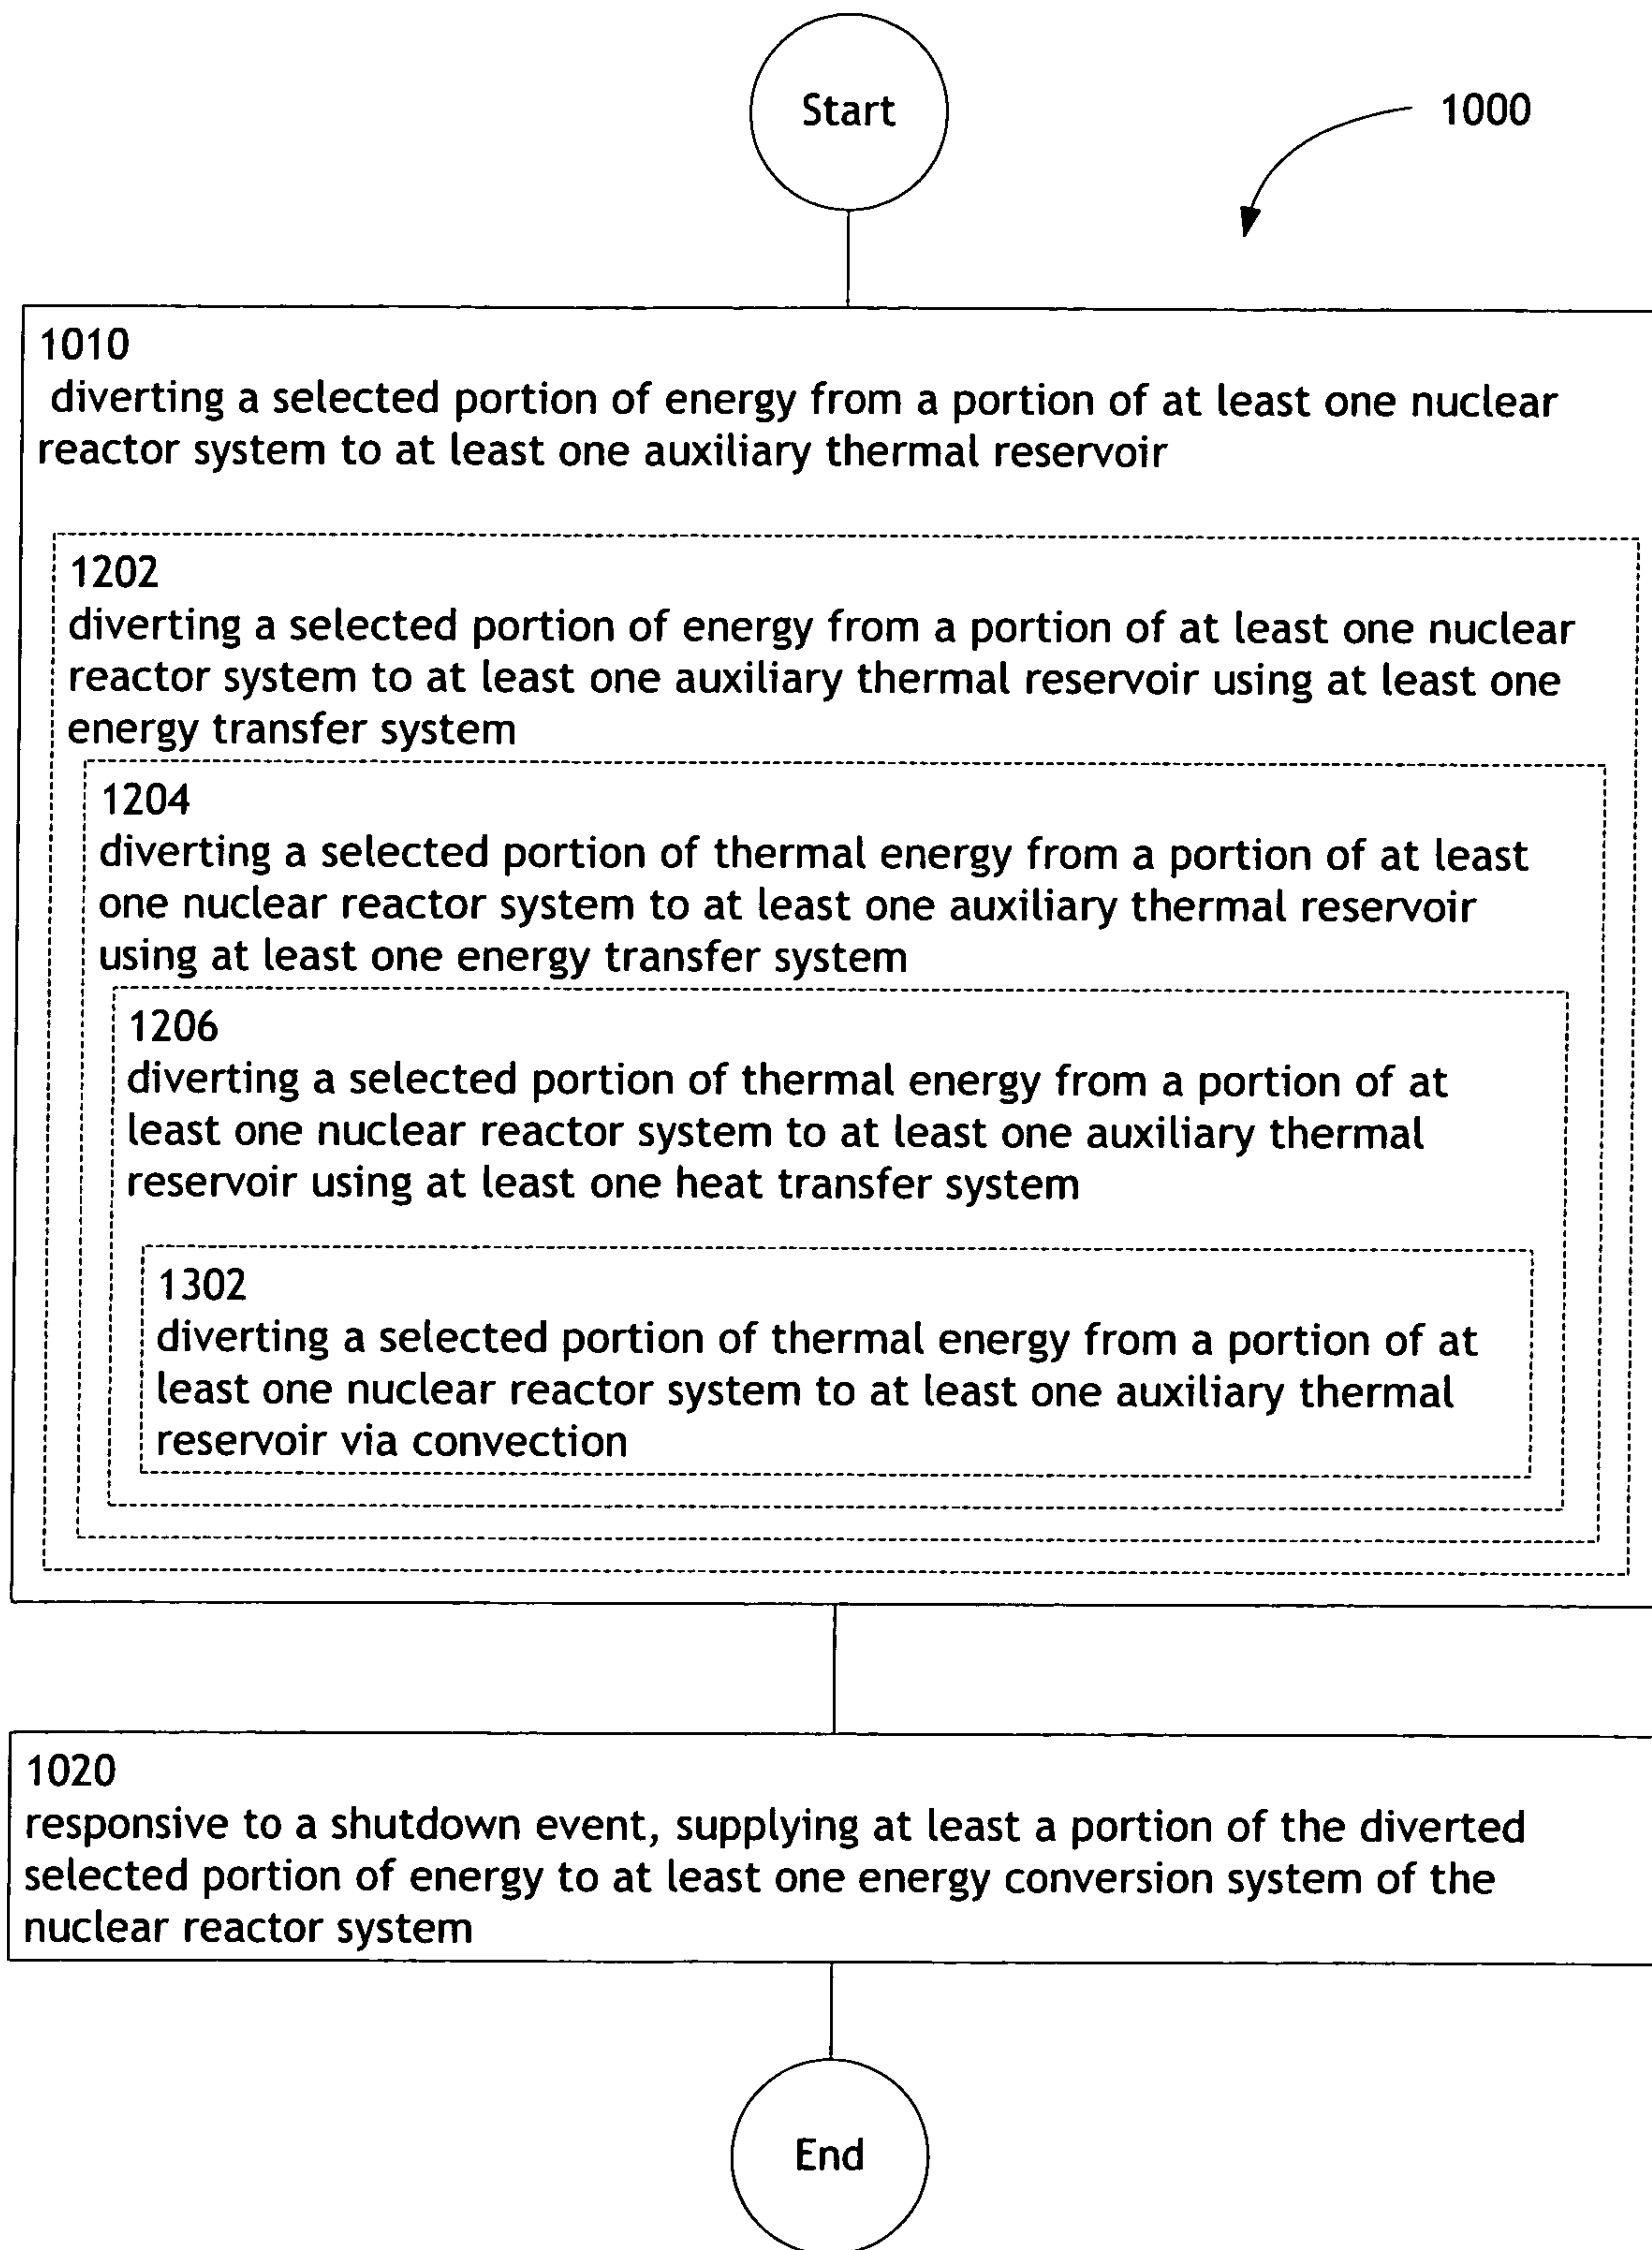 Start
1000
1010
diverting a selected portion of energy from a portion of at least one nuclear
reactor system to at least one auxiliary thermal reservoir
1202
diverting a selected portion of energy from a portion of at least one nuclear
reactor system to at least one auxiliary thermal reservoir using at least one
energy transfer system
1204
diverting a selected portion of thermal energy from a portion of at least
one nuclear reactor system to at least one auxiliary thermal reservoir
using at least one energy transfer system
1206
diverting a selected portion of thermal energy from a portion of at
least one nuclear reactor system to at least one auxiliary thermal
reservoir using at least one heat transfer system
1302
diverting a selected portion of thermal energy from a portion of at
least one nuclear reactor system to at least one auxiliary thermal
reservoir via convection
1020
responsive to a shutdown event, supplying at least a portion of the diverted
selected portion of energy to at least one energy conversion system of the
nuclear reactor system
End